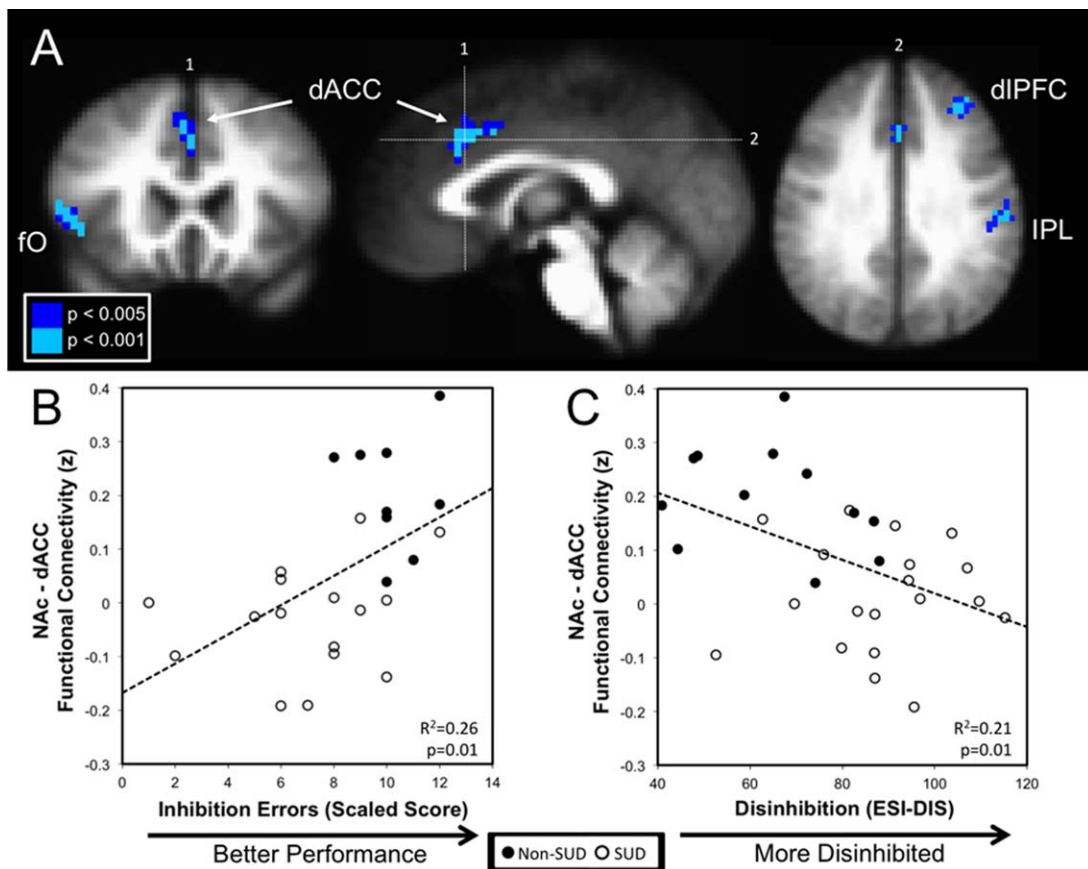 A
1
dACC
1
2
2
dlPFC
fO
IPL
p < 0.005
p < 0.001
B
0.4
0.3
0.2
0.1
0
-0.1
-0.2
-0.3
NAc - dACC
Functional Connectivity (z)
R²=0.26
p=0.01
0 2 4 6 8 10 12 14
Inhibition Errors (Scaled Score)
Better Performance
C
0.4
0.3
0.2
0.1
0
-0.1
-0.2
-0.3
NAc - dACC
Functional Connectivity (z)
R²=0.21
p=0.01
40 60 80 100 120
Disinhibition (ESI-DIS)
More Disinhibited
Non-SUD SUD